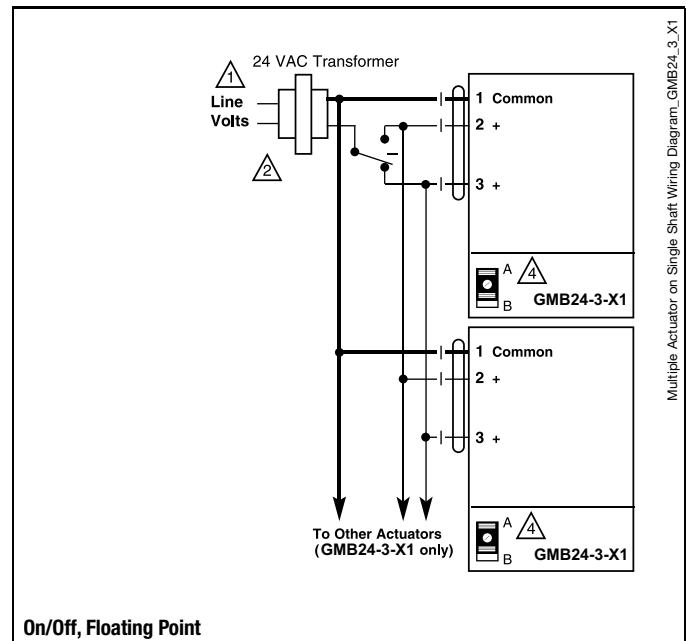 24 VAC Transformer
1
Line
Volts
2
1 Common
2 +
3 +
A
4
B
GMB24-3-X1
1 Common
2 +
3 +
To Other Actuators
(GMB24-3-X1 only)
A
4
B
GMB24-3-X1
Multiple Actuator on Single Shaft Wiring Diagram_GMB24_3_X1
On/Off, Floating Point